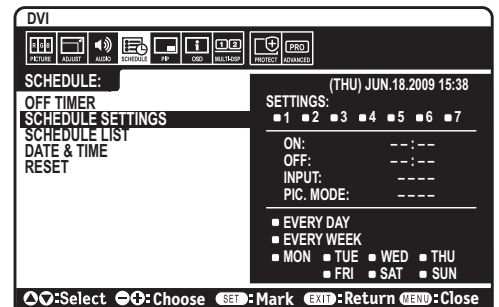 DVI
RGB
PICTURE ADJUST AUDIO SCHEDULE PIP OSD MULTI-DSP PROTECT ADVANCED
1 2
PRO
SCHEDULE:
OFF TIMER
SCHEDULE SETTINGS
SCHEDULE LIST
DATE & TIME
RESET
(THU) JUN.18.2009 15:38
SETTINGS:
1 2 3 4 5 6 7
ON: --:--
OFF: --:--
INPUT: ----
PIC. MODE: ----
EVERY DAY
EVERY WEEK
MON TUE WED THU
FRI SAT SUN
:Select :Choose SET :Mark EXIT :Return MENU :Close